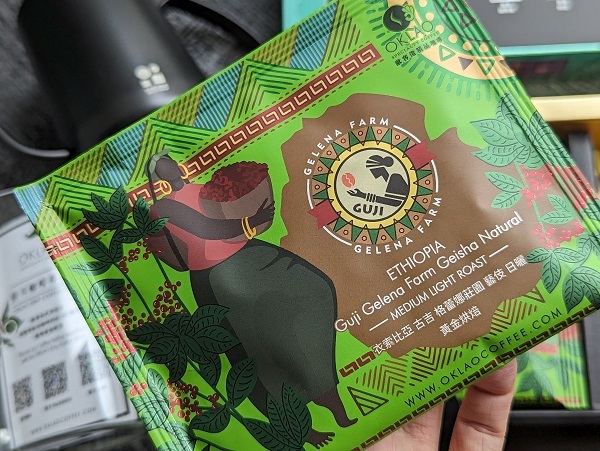 OKLAO
GELENA FARM
GUJI
GELENA FARM
ETHIOPIA
Guji Gelena Farm Geisha Natural
MEDIUM LIGHT ROAST
衣索比亞 古吉 格蕾娜莊園 藝伎 日曬
黃金烘焙
WWW.OKLAOCOFFEE.COM
OKLAO